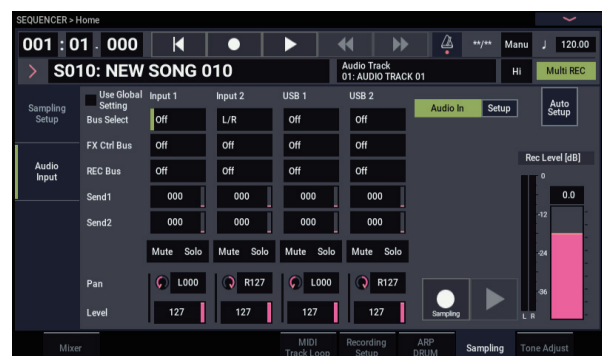 SEQUENCER > Home
001 : 01 . 000 **/** Manu ♩ 120.00
S010: NEW SONG 010 Audio Track 01: AUDIO TRACK 01 Hi Multi REC
Sampling Setup
Audio Input
Use Global Setting Input 1 Input 2 USB 1 USB 2
Audio In Setup Auto Setup
Bus Select Off L/R Off Off
FX Ctrl Bus Off Off Off Off
REC Bus Off Off Off Off
Rec Level [dB]
Send1 000 000 000 000
Send2 000 000 000 000
Mute Solo Mute Solo Mute Solo Mute Solo
Pan L000 R127 L000 R127
Level 127 127 127 127
Sampling
0 0.0
-12
-24
-36
L R
Mixer MIDI Track Loop Recording Setup ARP DRUM Sampling Tone Adjust